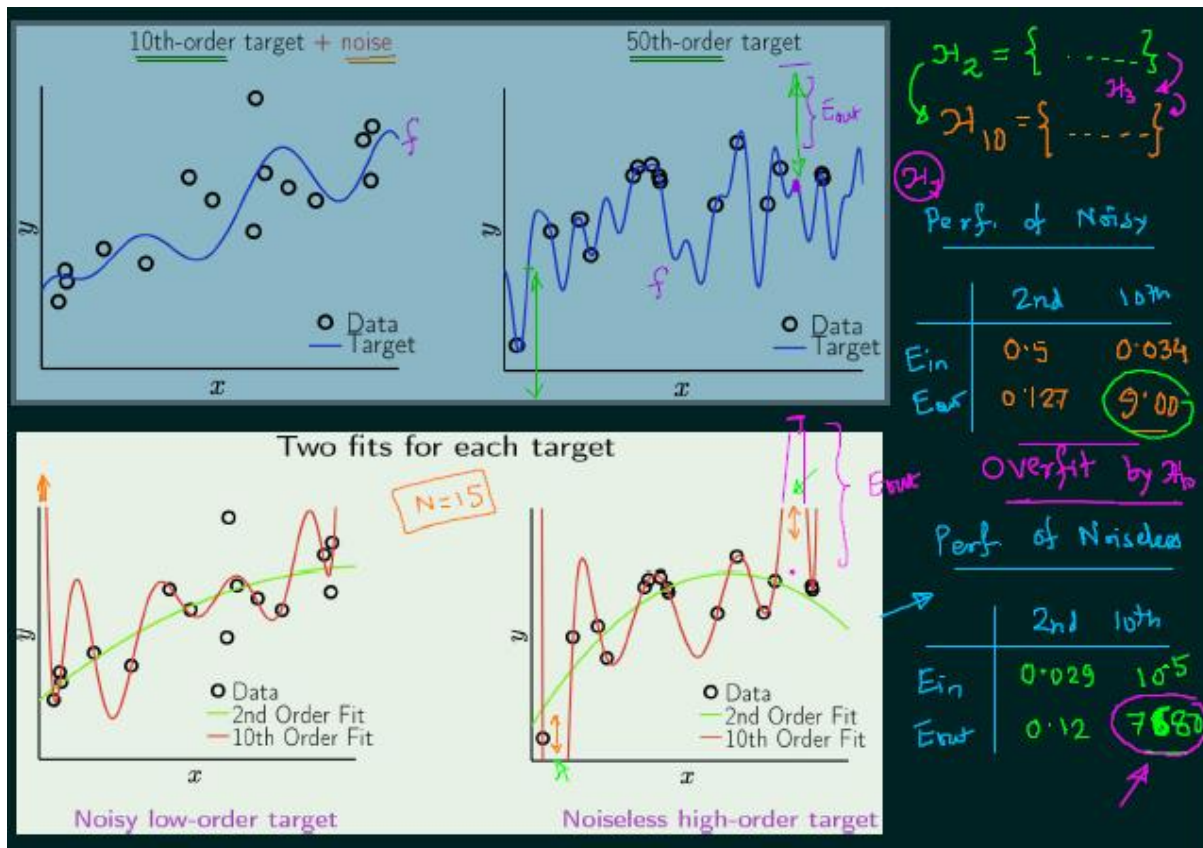 10th-order target + noise
y
f
Data
Target
x
50th-order target
Eout
y
f
Data
Target
x
H2 = { ...... }
H3
H10 = { ...... }
Perf. of Noisy
2nd 10th
Ein 0.5 0.034
Eout 0.127 9.00
Overfit by H10
Perf. of Noiseless
2nd 10th
Ein 0.029 10-5
Eout 0.12 7680
Two fits for each target
N=15
y
Data
2nd Order Fit
10th Order Fit
x
Noisy low-order target
Eout
y
Data
2nd Order Fit
10th Order Fit
x
Noiseless high-order target